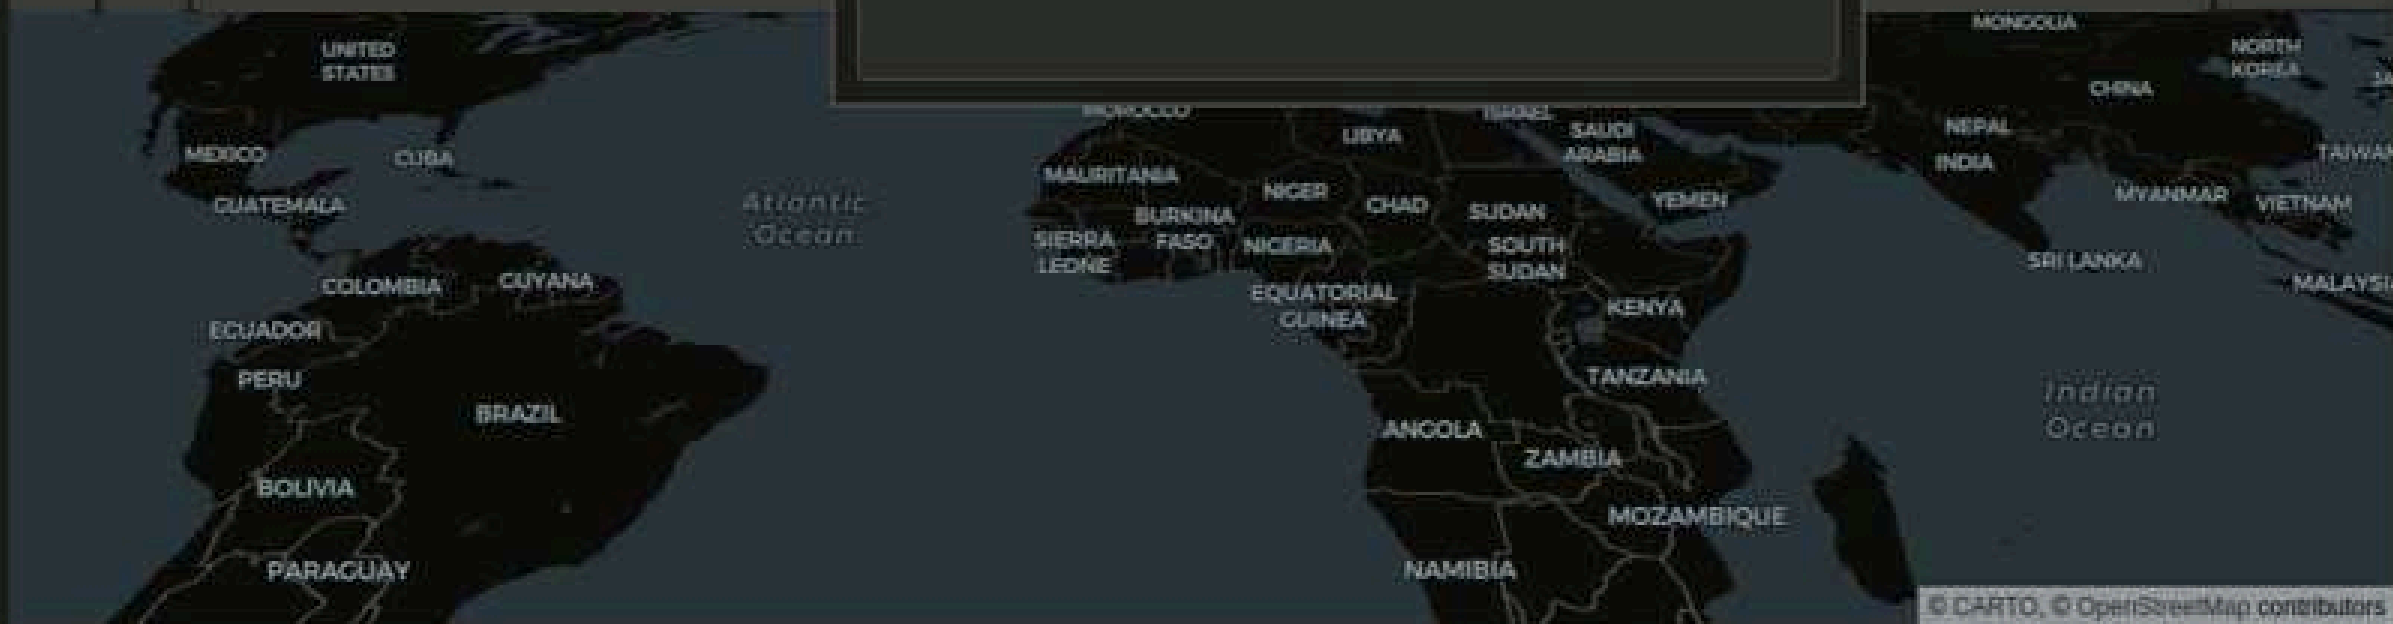 UNITED
STATES
MONGOLIA
NORTH
KOREA
CHINA
MOROCCO
ISRAEL
LIBYA
SAUDI
ARABIA
NEPAL
MEXICO
CUBA
INDIA
TAIWAN
MAURITANIA
NIGER
CHAD
YEMEN
MYANMAR
VIETNAM
GUATEMALA
Atlantic
Ocean
BURKINA
FASO
SUDAN
SIERRA
LEONE
NIGERIA
SOUTH
SUDAN
SRI LANKA
COLOMBIA
GUYANA
EQUATORIAL
GUINEA
KENYA
MALAYSIA
ECUADOR
PERU
TANZANIA
Indian
Ocean
BRAZIL
ANGOLA
ZAMBIA
BOLIVIA
MOZAMBIQUE
PARAGUAY
NAMIBIA
© CARTO, © OpenStreetMap contributors